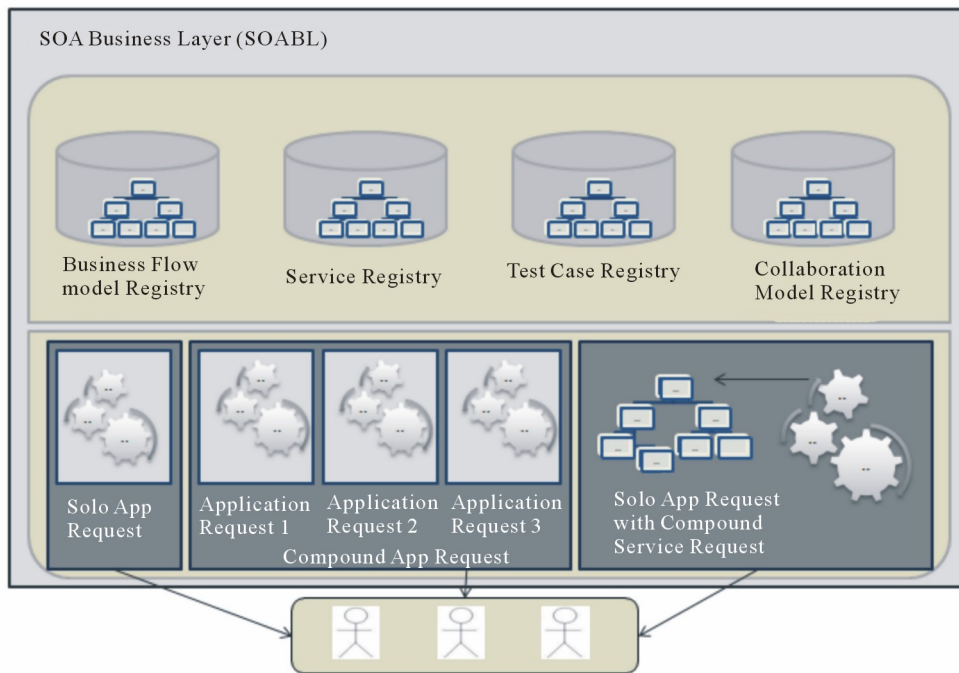 SOA Business Layer (SOABL)
Business Flow
model Registry
Service Registry
Test Case Registry
Collaboration
Model Registry
Solo App
Request
Application
Request 1
Application
Request 2
Application
Request 3
Compound App Request
Solo App Request
with Compound
Service Request